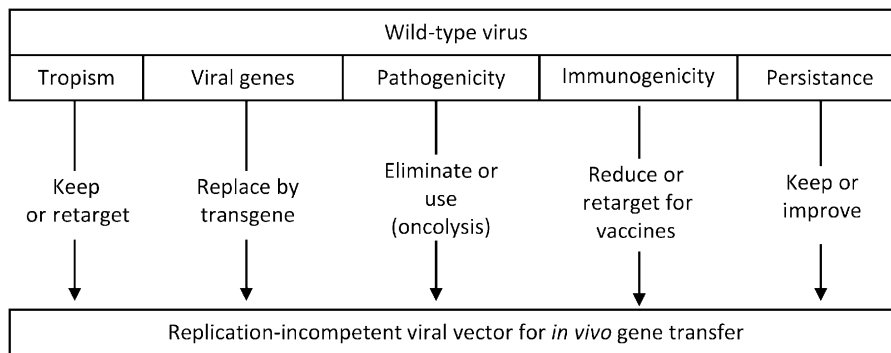 Wild-type virus
Tropism Viral genes Pathogenicity Immunogenicity Persistance
Keep
or retarget
Replace by
transgene
Eliminate or
use
(oncolysis)
Reduce or
retarget for
vaccines
Keep or
improve
Replication-incompetent viral vector for in vivo gene transfer